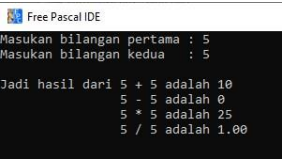 Free Pascal IDE
Masukan bilangan pertama : 5
Masukan bilangan kedua   : 5
Jadi hasil dari 5 + 5 adalah 10
5 - 5 adalah 0
5 * 5 adalah 25
5 / 5 adalah 1.00